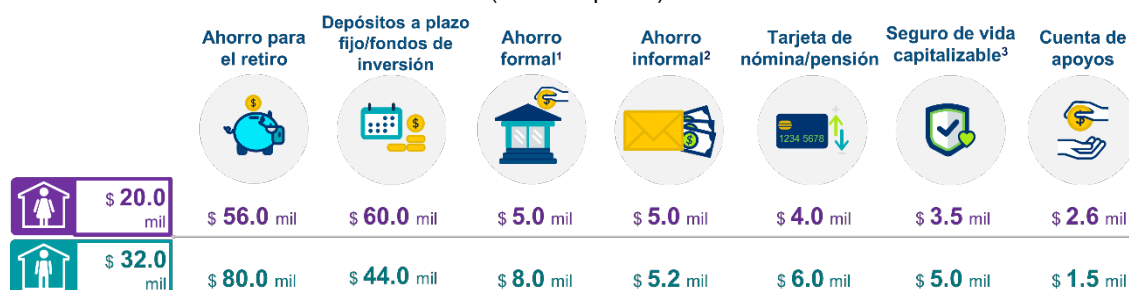 Ahorro para
el retiro
Depósitos a plazo
fijo/fondos de
inversión
Ahorro
formal¹
Ahorro
informal²
Tarjeta de
nómina/pensión
Seguro de vida
capitalizable³
Cuenta de
apoyos
$
$
$
1234 5678
$
$
$ 20.0
mil
$ 56.0 mil
$ 60.0 mil
$ 5.0 mil
$ 5.0 mil
$ 4.0 mil
$ 3.5 mil
$ 2.6 mil
$ 32.0
mil
$ 80.0 mil
$ 44.0 mil
$ 8.0 mil
$ 5.2 mil
$ 6.0 mil
$ 5.0 mil
$ 1.5 mil